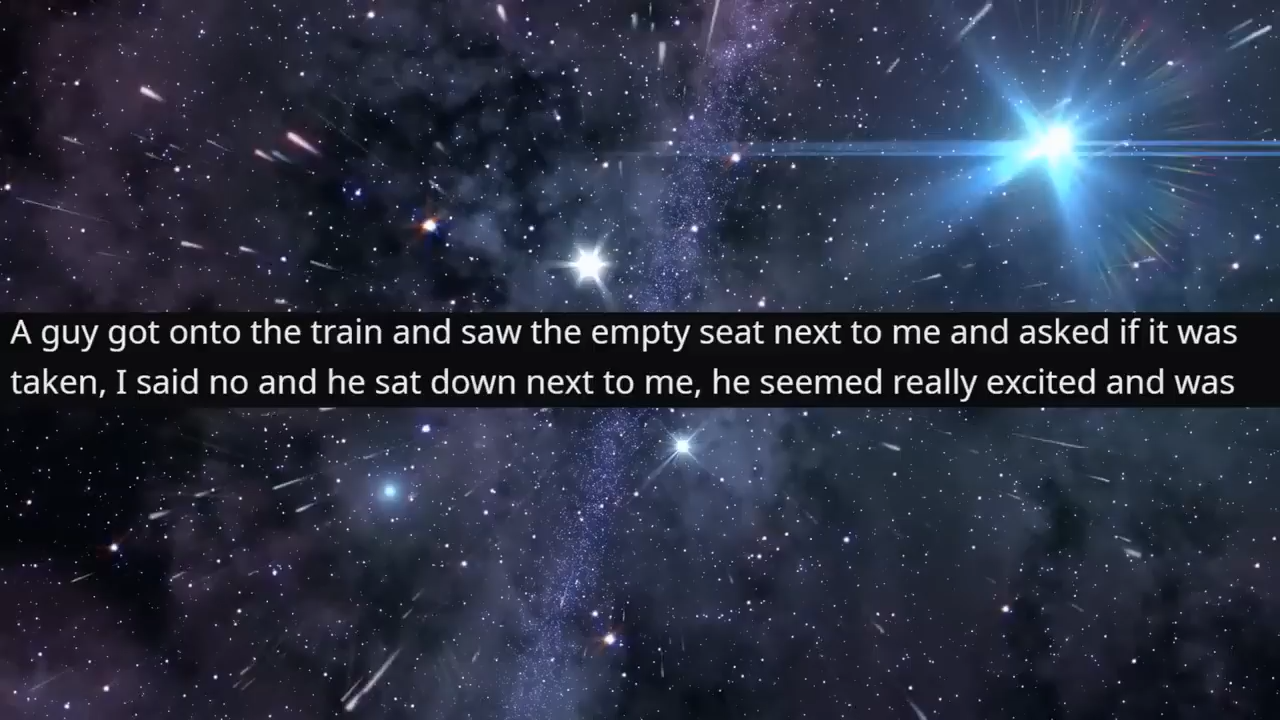 A guy got onto the train and saw the empty seat next to me and asked if it was
taken, I said no and he sat down next to me, he seemed really excited and was